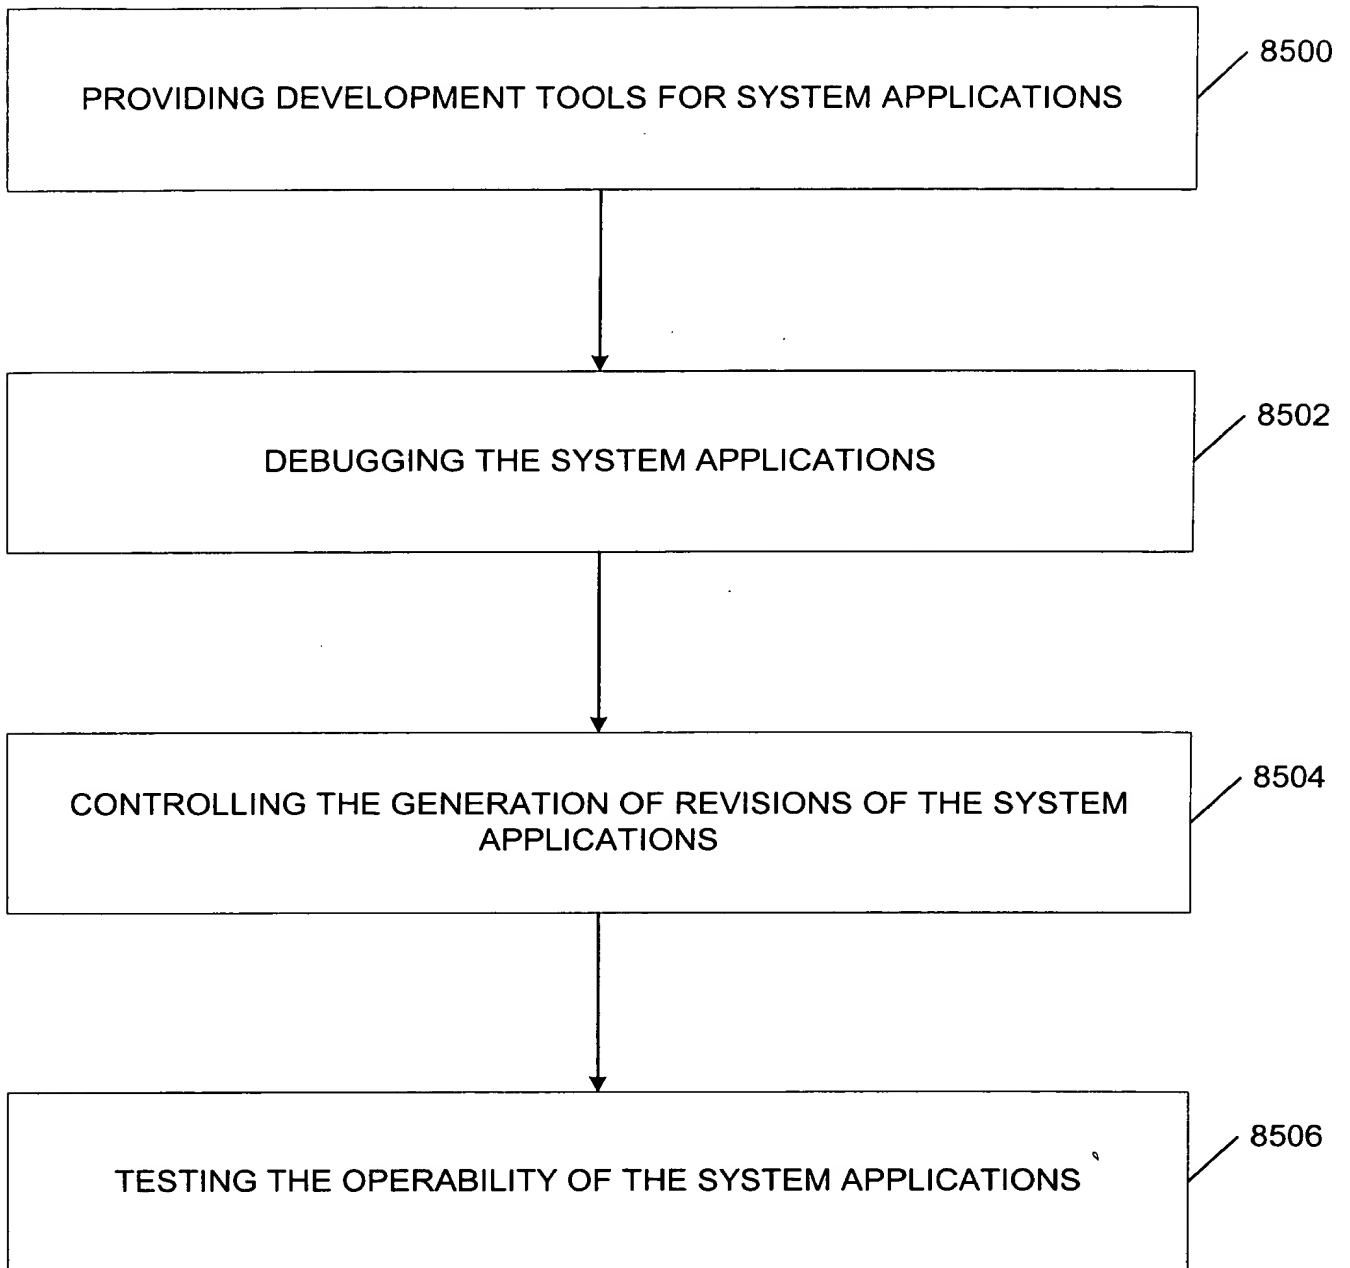 8500
PROVIDING DEVELOPMENT TOOLS FOR SYSTEM APPLICATIONS
8502
DEBUGGING THE SYSTEM APPLICATIONS
8504
CONTROLLING THE GENERATION OF REVISIONS OF THE SYSTEM
APPLICATIONS
8506
TESTING THE OPERABILITY OF THE SYSTEM APPLICATIONS